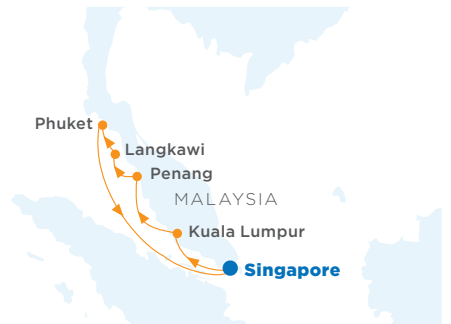 Phuket
Langkawi
Penang
MALAYSIA
Kuala Lumpur
Singapore